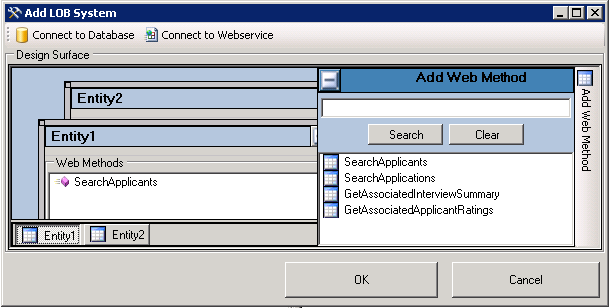 Add LOB System
Connect to Database Connect to Webservice
Design Surface
Entity2
Entity1
Web Methods
SearchApplicants
Entity1 Entity2
Add Web Method
Search Clear
SearchApplicants
SearchApplications
GetAssociatedInterviewSummary
GetAssociatedApplicantRatings
Add Web Method
OK Cancel